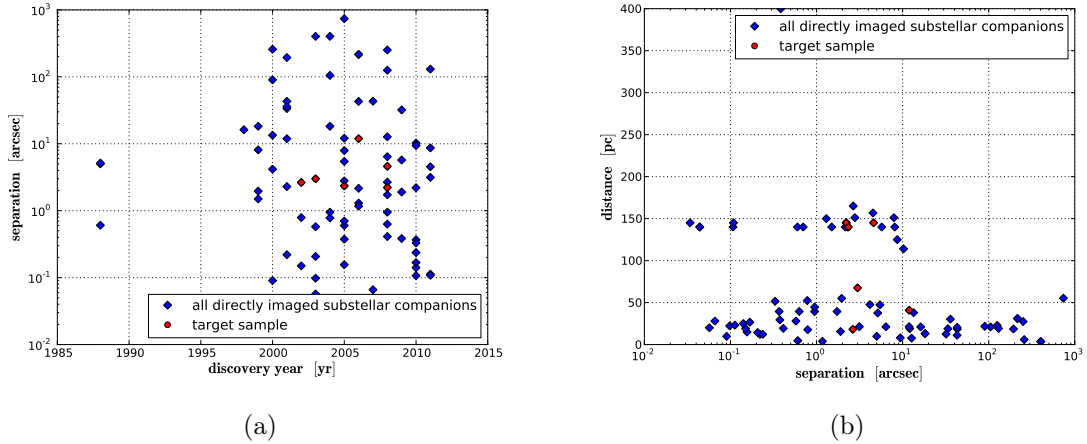 10^3
10^2
10^1
10^0
10^-1
10^-2
separation [arcsec]
all directly imaged substellar companions
target sample
1985 1990 1995 2000 2005 2010 2015
discovery year [yr]
(a)
400
350
300
250
200
150
100
50
0
distance [pc]
all directly imaged substellar companions
target sample
10^-2 10^-1 10^0 10^1 10^2 10^3
separation [arcsec]
(b)